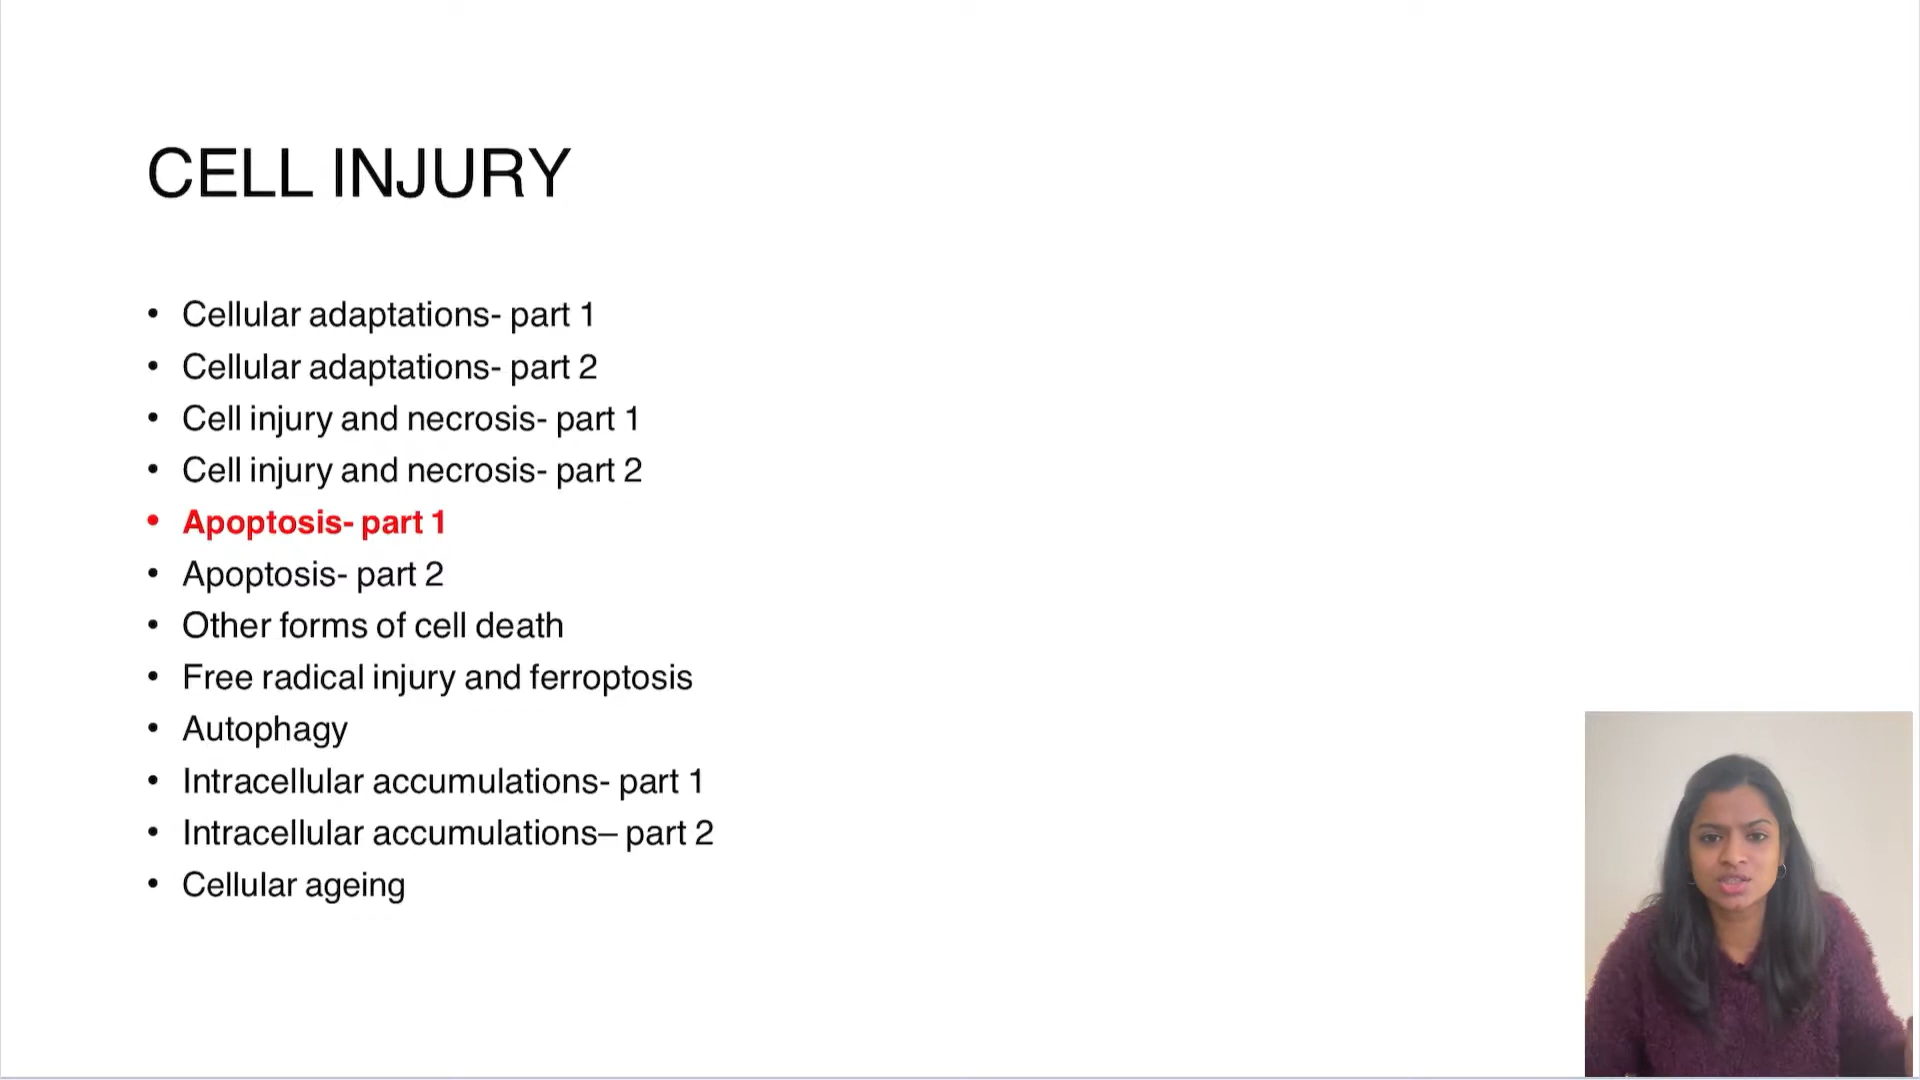 CELL INJURY
• Cellular adaptations- part 1
• Cellular adaptations- part 2
• Cell injury and necrosis- part 1
• Cell injury and necrosis- part 2
• Apoptosis- part 1
• Apoptosis- part 2
• Other forms of cell death
• Free radical injury and ferroptosis
• Autophagy
• Intracellular accumulations- part 1
• Intracellular accumulations– part 2
• Cellular ageing